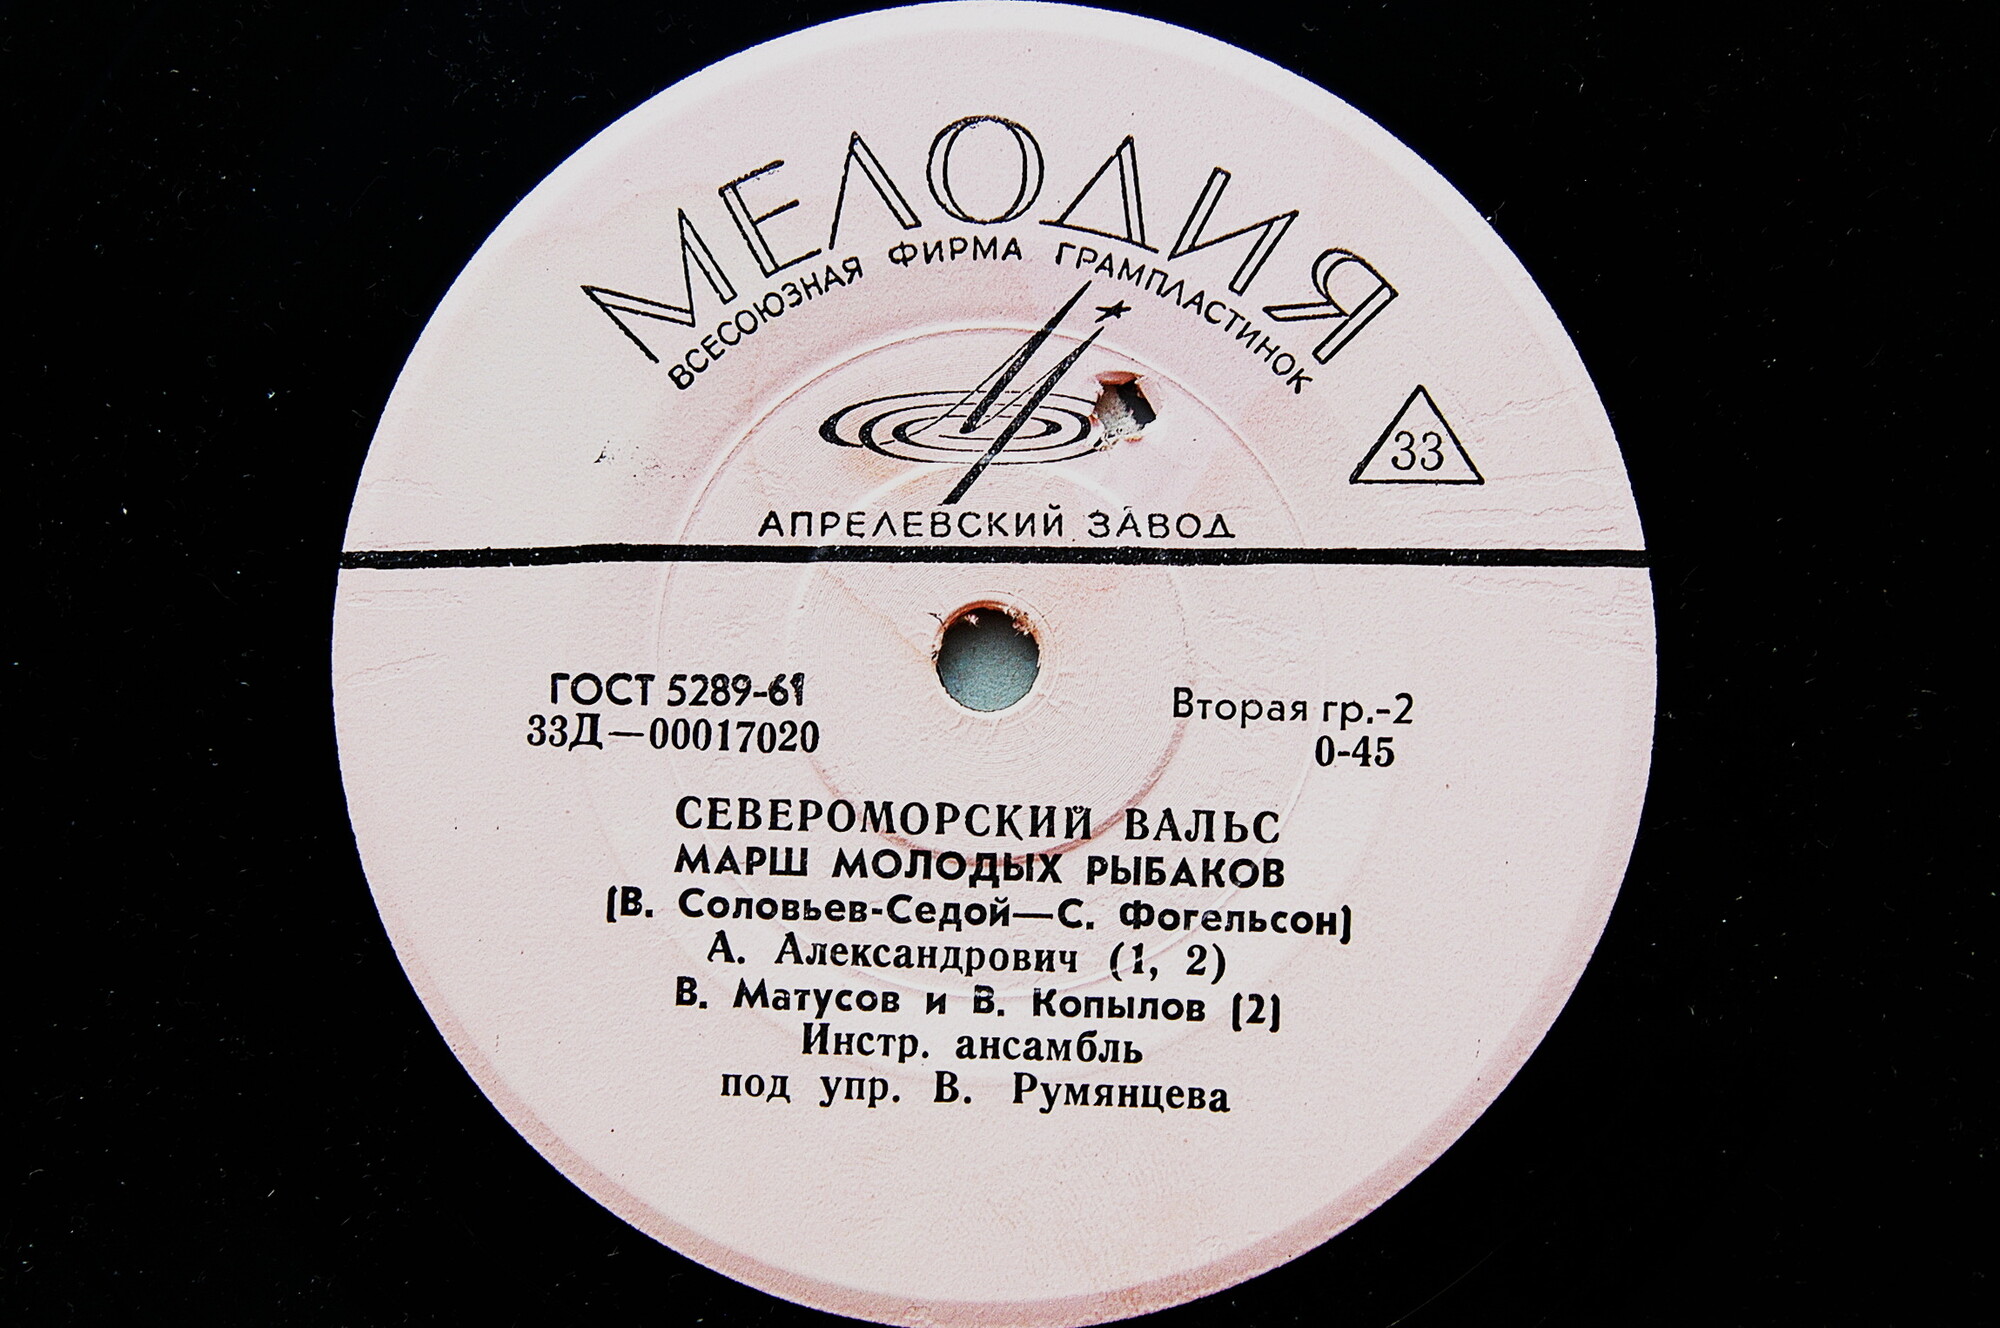 МЕЛОДИЯ
ВСЕСОЮЗНАЯ ФИРМА ГРАМПЛАСТИНОК
33
АПРЕЛЕВСКИЙ ЗАВОД
ГОСТ 5289-61
33Д—00017020
Вторая гр.-2
0-45
СЕВЕРОМОРСКИЙ ВАЛЬС
МАРШ МОЛОДЫХ РЫБАКОВ
(В. Соловьев-Седой—С. Фогельсон)
А. Александрович (1, 2)
В. Матусов и В. Копылов (2)
Инстр. ансамбль
под упр. В. Румянцева